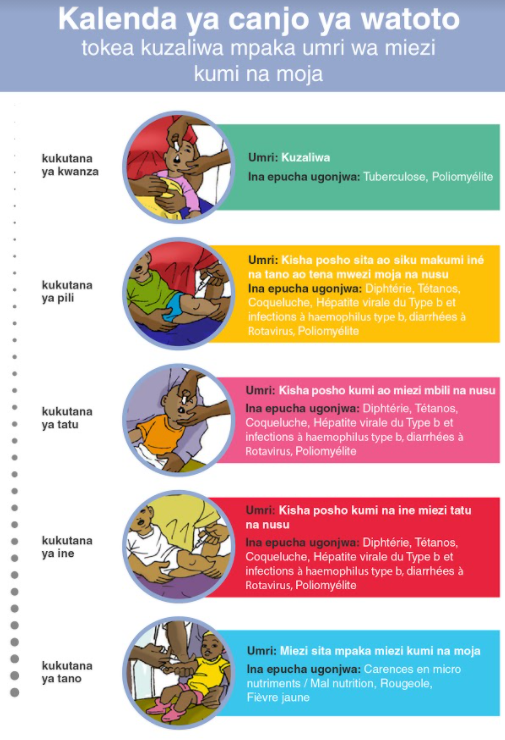 Kalenda ya canjo ya watoto
tokea kuzaliwa mpaka umri wa miezi
kumi na moja
kukutana
ya kwanza
Umri: Kuzaliwa
Ina epucha ugonjwa: Tuberculose, Poliomyélite
kukutana
ya pili
Umri: Kisha posho sita ao siku makumi iné
na tano ao tena mwezi moja na nusu
Ina epucha ugonjwa: Diphtérie, Tétanos,
Coqueluche, Hépatite virale du Type b et
infections à haemophilus type b, diarrhées à
Rotavirus, Poliomyélite
kukutana
ya tatu
Umri: Kisha posho kumi ao miezi mbili na nusu
Ina epucha ugonjwa: Diphtérie, Tétanos,
Coqueluche, Hépatite virale du Type b et
infections à haemophilus type b, diarrhées à
Rotavirus, Poliomyélite
kukutana
ya ine
Umri: Kisha posho kumi na ine miezi tatu
na nusu
Ina epucha ugonjwa: Diphtérie, Tétanos,
Coqueluche, Hépatite virale du Type b et
infections à haemophilus type b, diarrhées à
Rotavirus, Poliomyélite
kukutana
ya tano
Umri: Miezi sita mpaka miezi kumi na moja
Ina epucha ugonjwa: Carences en micro
nutriments / Mal nutrition, Rougeole,
Fièvre jaune